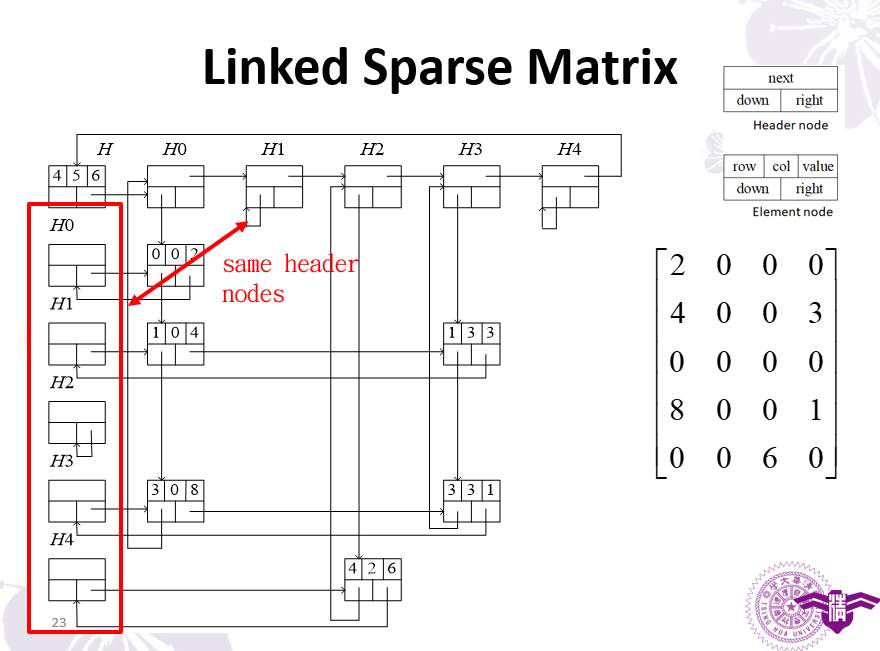 Linked Sparse Matrix
next
down right
Header node
row col value
down right
Element node
H H0 H1 H2 H3 H4
4 5 6
H0
0 0 2
same header
nodes
H1
1 0 4
1 3 3
H2
H3
3 0 8
3 3 1
H4
4 2 6
2 0 0 0
4 0 0 3
0 0 0 0
8 0 0 1
0 0 6 0
23